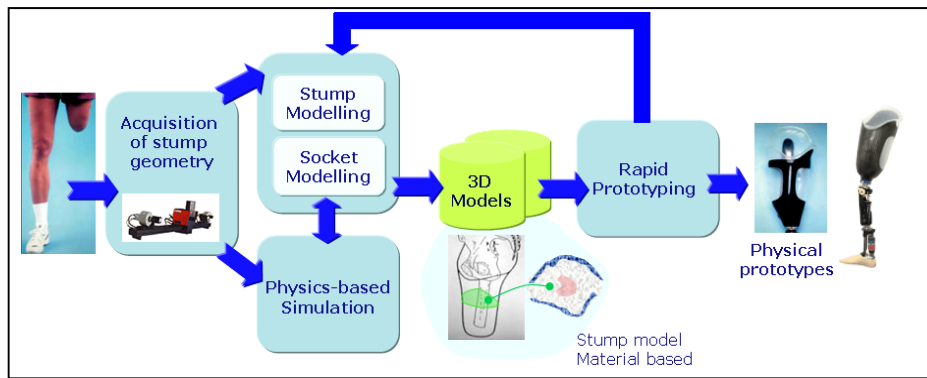 Acquisition
of stump
geometry
Stump
Modelling
Socket
Modelling
Physics-based
Simulation
3D
Models
Stump model
Material based
Rapid
Prototyping
Physical
prototypes